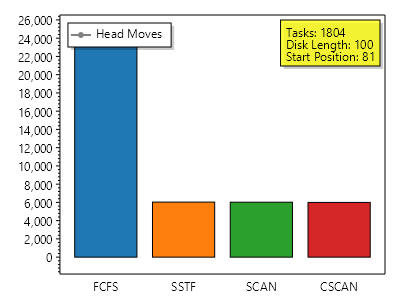 26,000
24,000
22,000
20,000
18,000
16,000
14,000
12,000
10,000
8,000
6,000
4,000
2,000
0
Head Moves
Tasks: 1804
Disk Length: 100
Start Position: 81
FCFS SSTF SCAN CSCAN